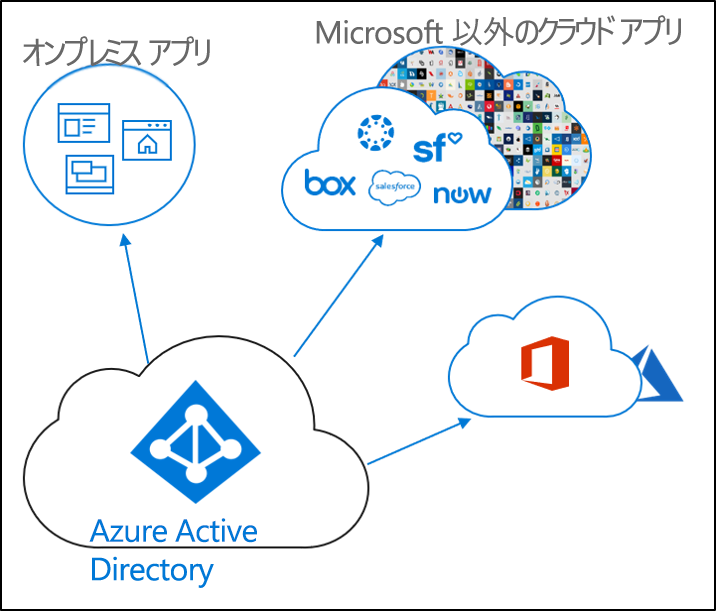 オンプレミス アプリ
Microsoft 以外のクラウド アプリ
sf
box
salesforce
now
Azure Active
Directory